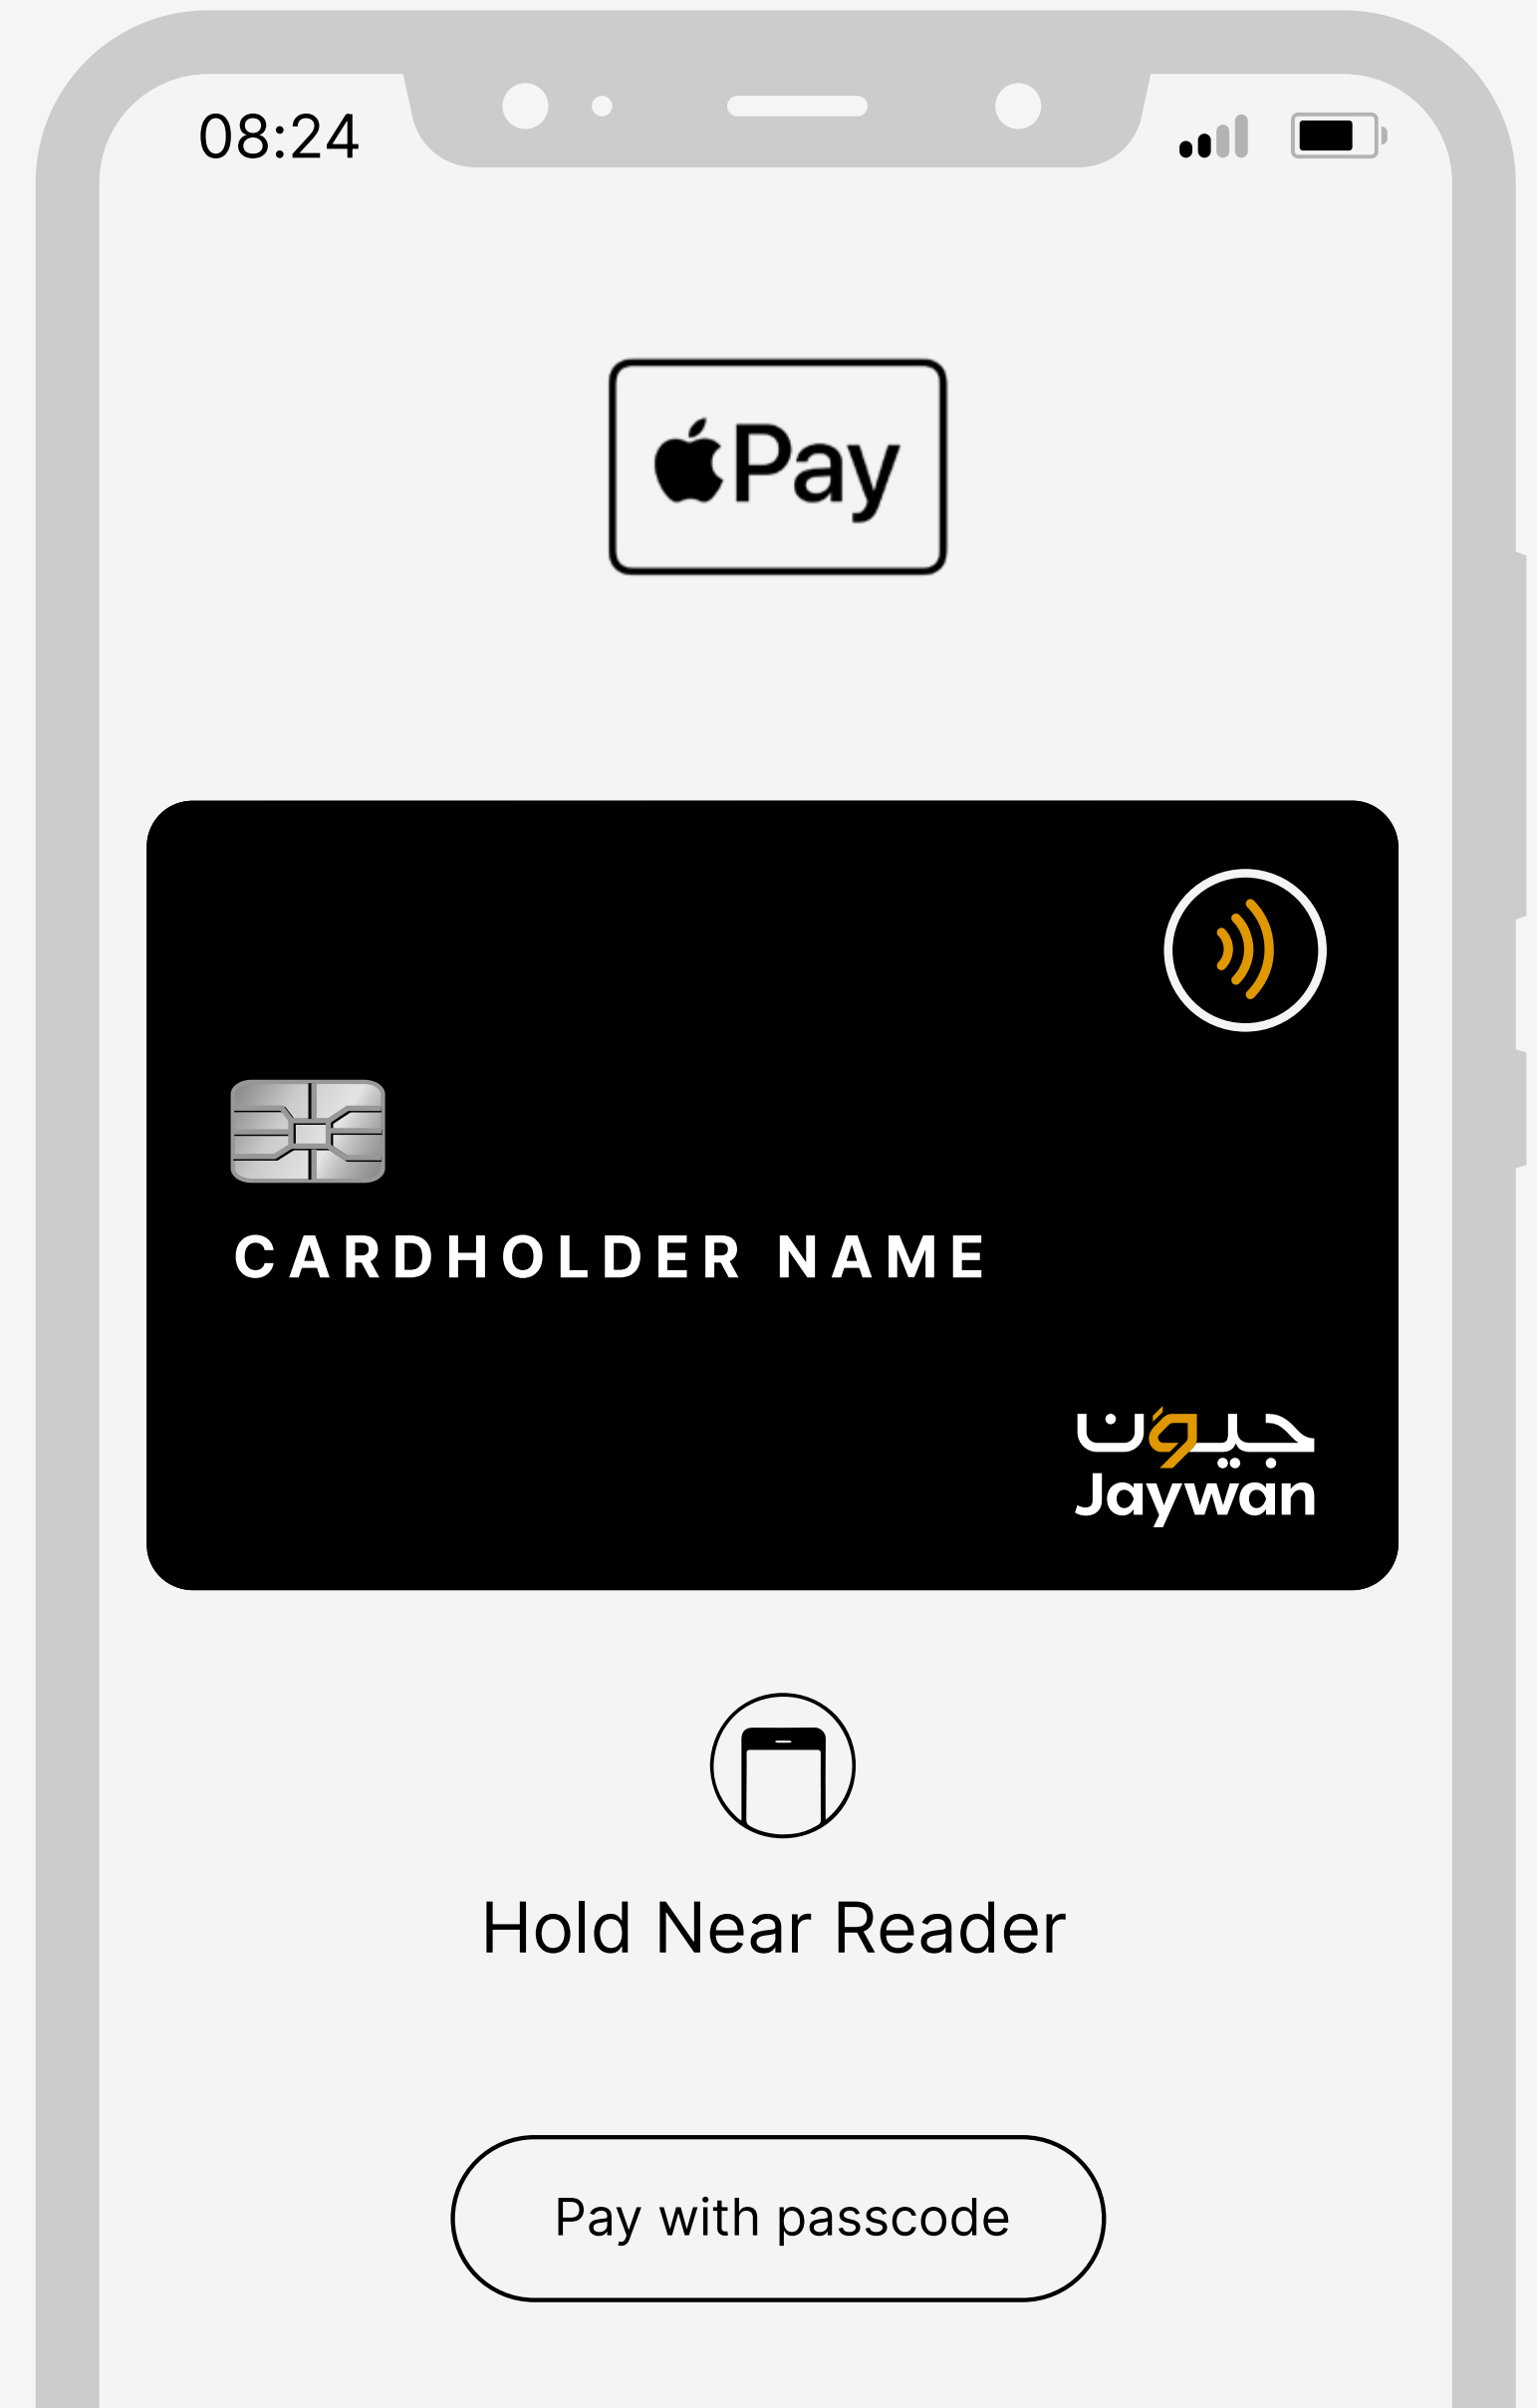 08:24
Pay
CARDHOLDER NAME
جيون
Jaywan
Hold Near Reader
Pay with passcode